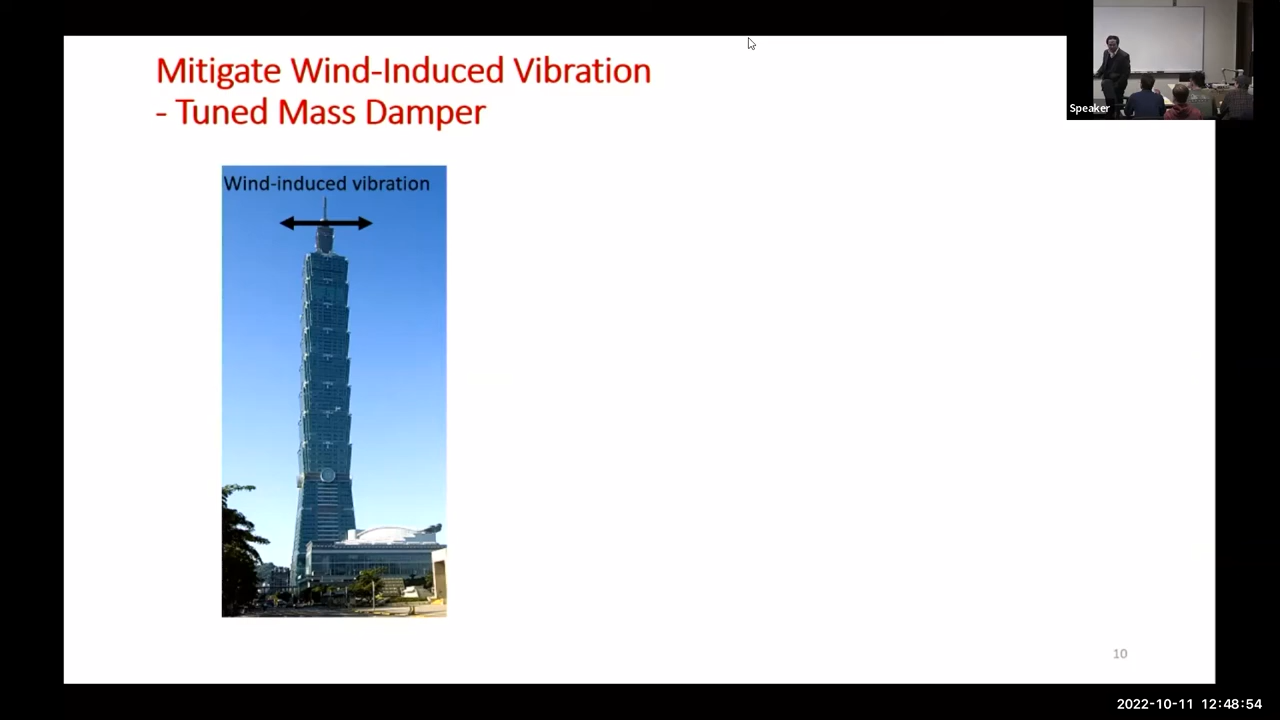 Mitigate Wind-Induced Vibration
- Tuned Mass Damper
Speaker
Wind-induced vibration
10
2022-10-11 12:48:54